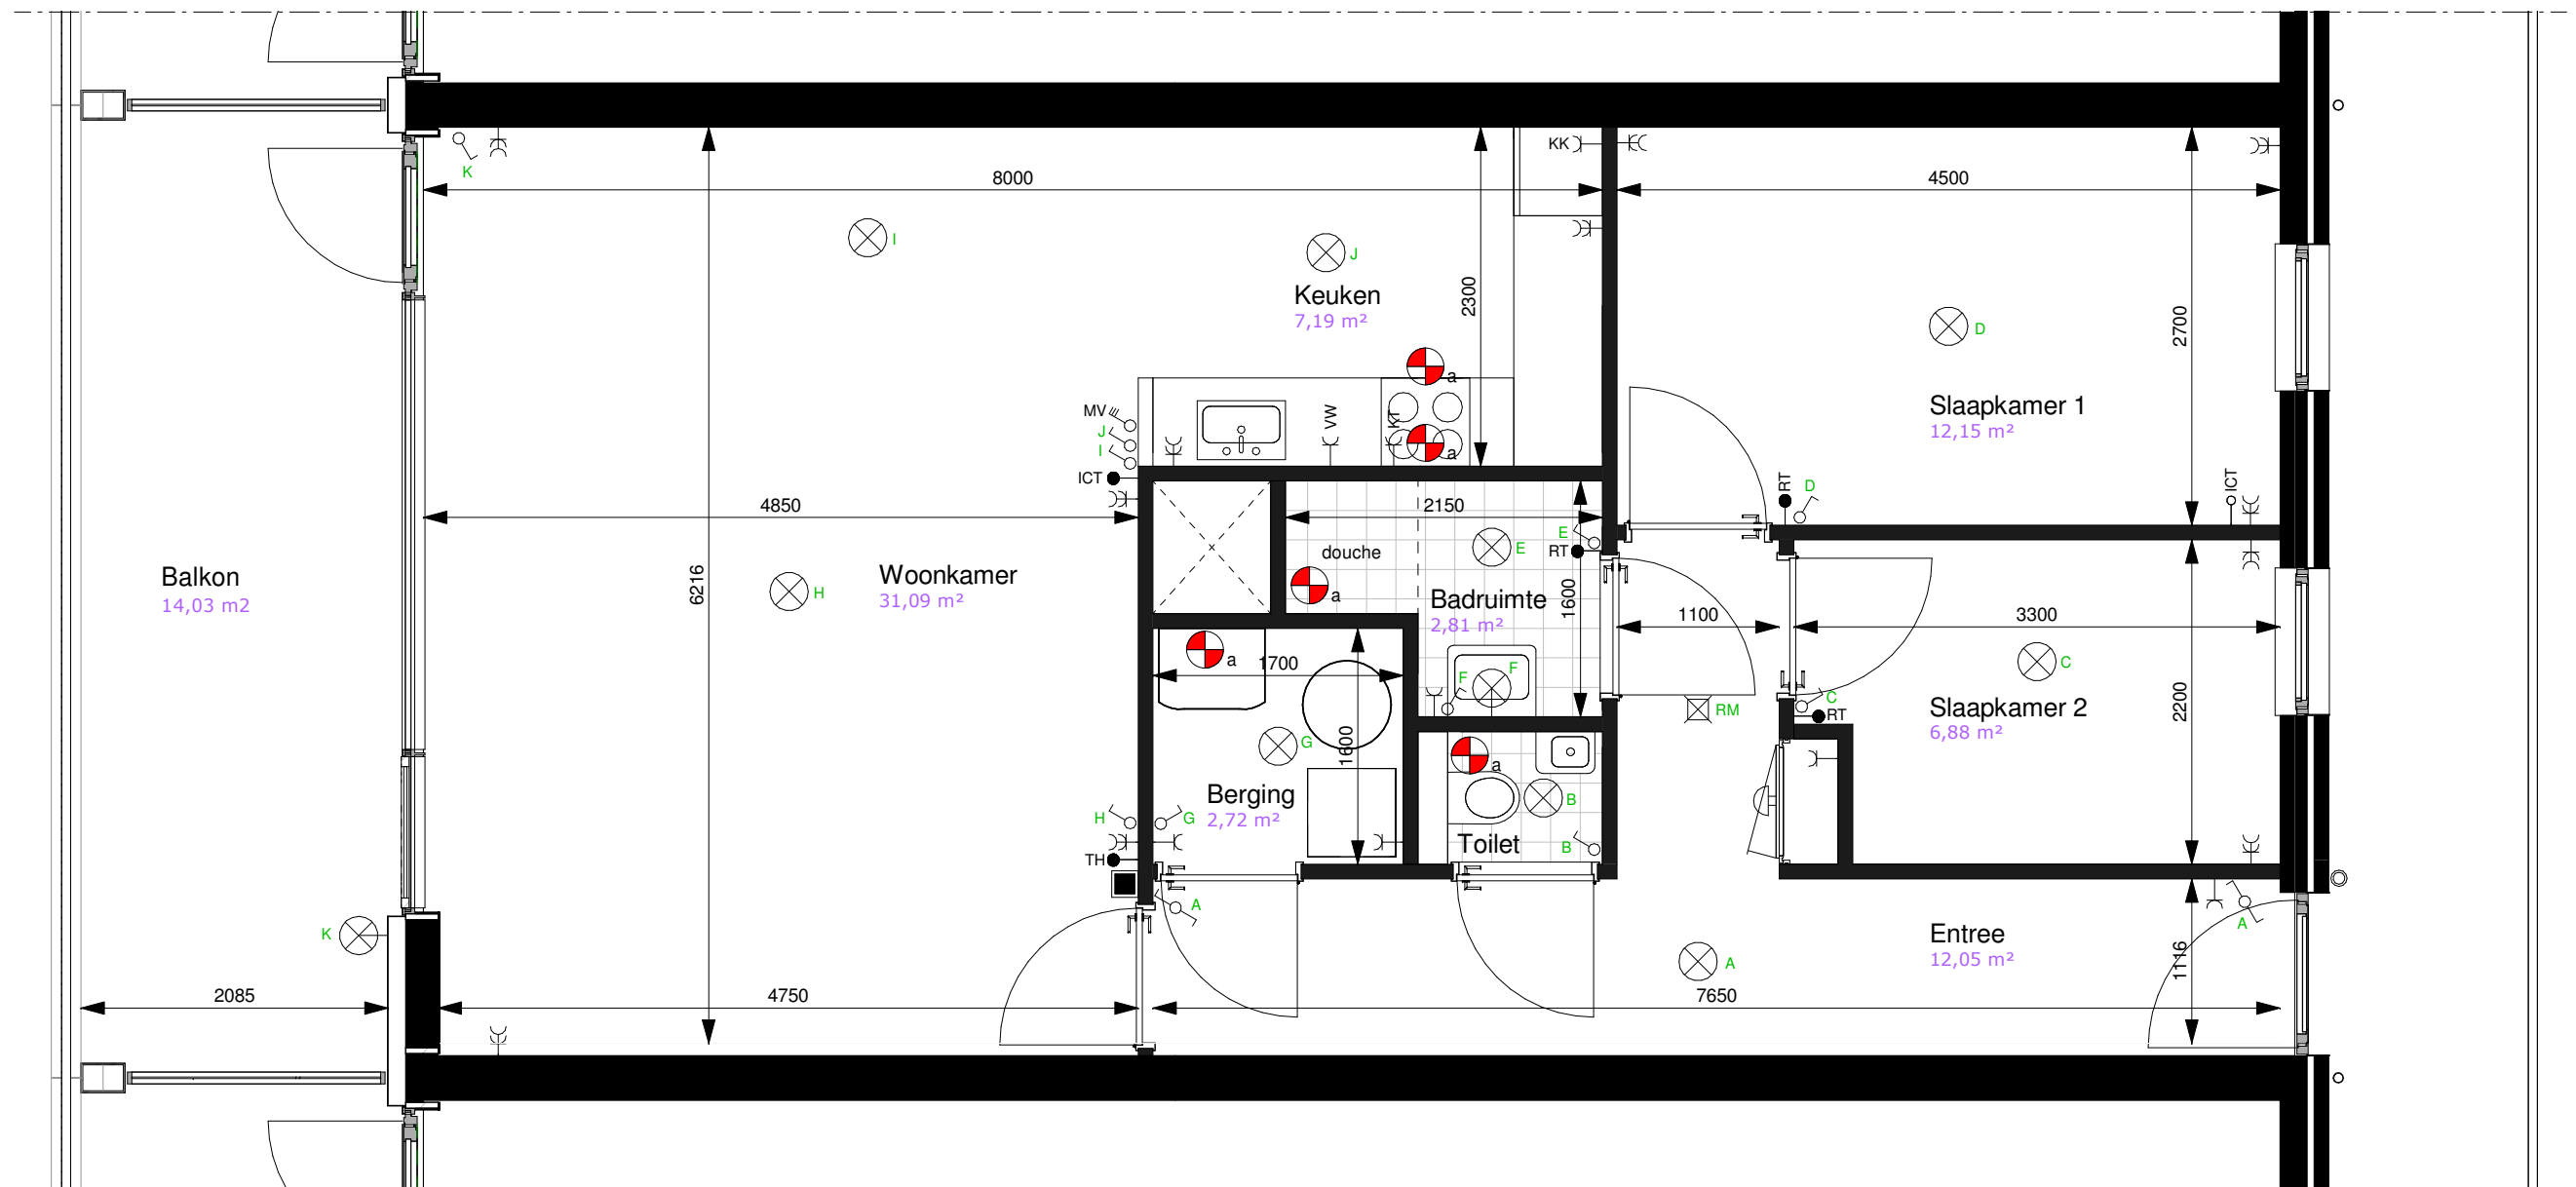 K
KK
8000
4500
I
J
Keuken
7,19 m²
2300
D
2700
Slaapkamer 1
12,15 m²
a
MV
J
I
VW
KT
a
ICT
RT
D
ICT
4850
2150
E
E
RT
douche
a
Balkon
14,03 m2
6216
H
Woonkamer
31,09 m²
Badruimte
2,81 m²
1600
1100
3300
a
1700
F
F
C
C
RT
RM
Slaapkamer 2
6,88 m²
2200
G
1600
a
Berging
2,72 m²
B
H
G
Toilet
B
TH
A
A
K
Entree
12,05 m²
A
1116
2085
4750
7650